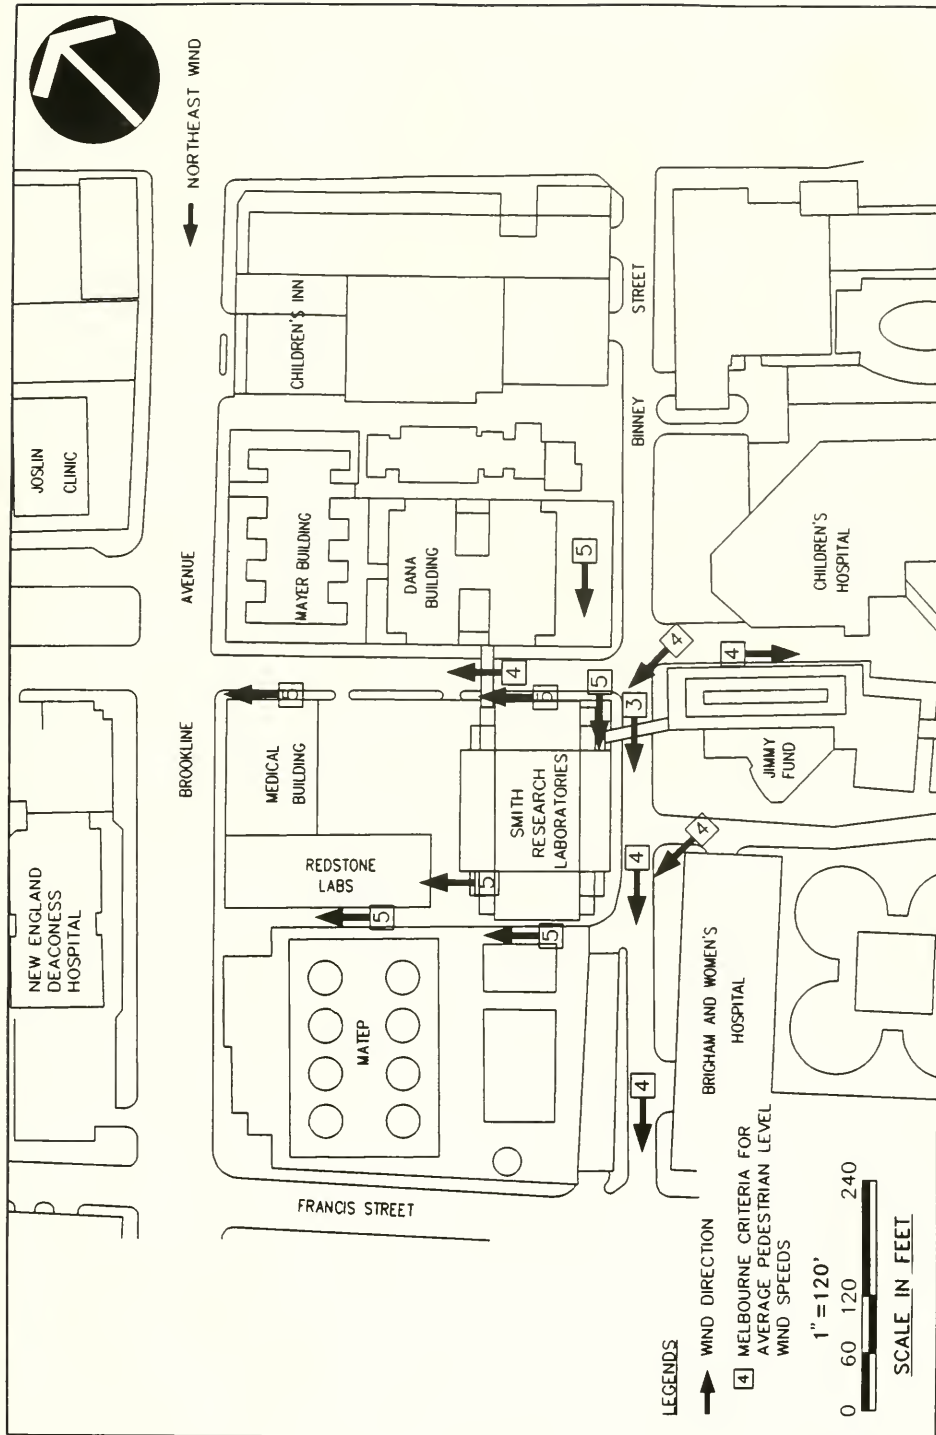 NORTHEAST WIND
JOSLIN
CLINIC
CHILDREN'S INN
STREET
BINNEY
AVENUE
BROOKLINE
MAYER BUILDING
DANA
BUILDING
5
CHILDREN'S
HOSPITAL
4
4
4
5
5
5
3
MEDICAL
BUILDING
JIMMY
FUND
SMITH
RESEARCH
LABORATORIES
REDSTONE
LABS
4
4
5
5
5
NEW ENGLAND
DEACONESS
HOSPITAL
MATEP
BRIGHAM AND WOMEN'S
HOSPITAL
4
FRANCIS STREET
LEGENDS
WIND DIRECTION
4 MELBOURNE CRITERIA FOR
AVERAGE PEDESTRIAN LEVEL
WIND SPEEDS
1"=120'
0 60 120 240
SCALE IN FEET